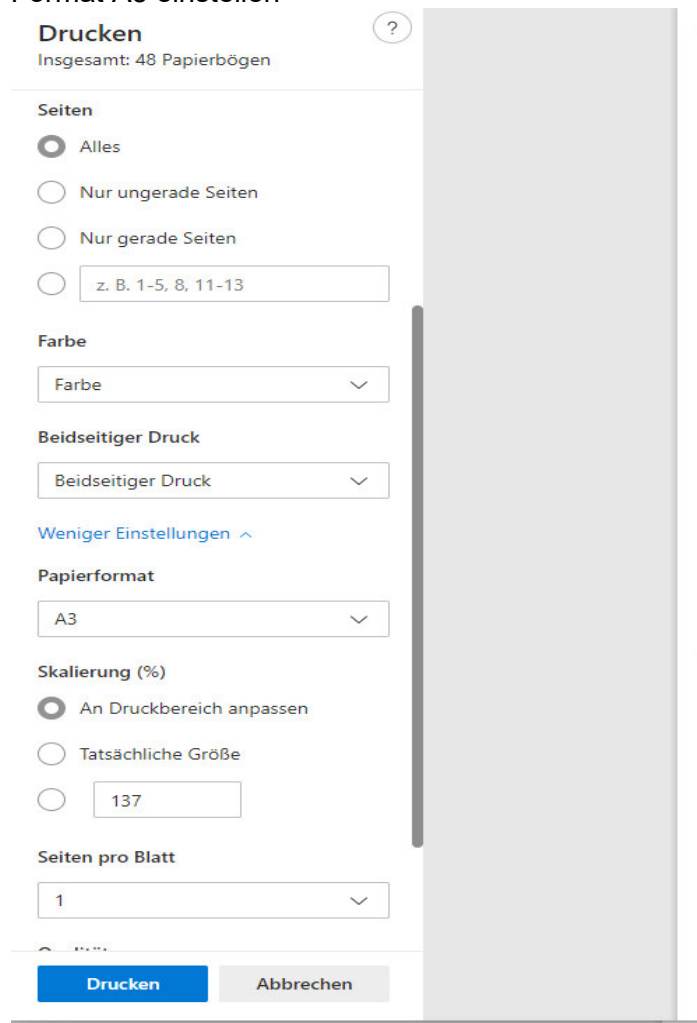 Drucken
?
Insgesamt: 48 Papierbögen
Seiten
Alles
Nur ungerade Seiten
Nur gerade Seiten
z. B. 1-5, 8, 11-13
Farbe
Farbe
Beidseitiger Druck
Beidseitiger Druck
Weniger Einstellungen
Papierformat
A3
Skalierung (%)
An Druckbereich anpassen
Tatsächliche Größe
137
Seiten pro Blatt
1
Drucken
Abbrechen